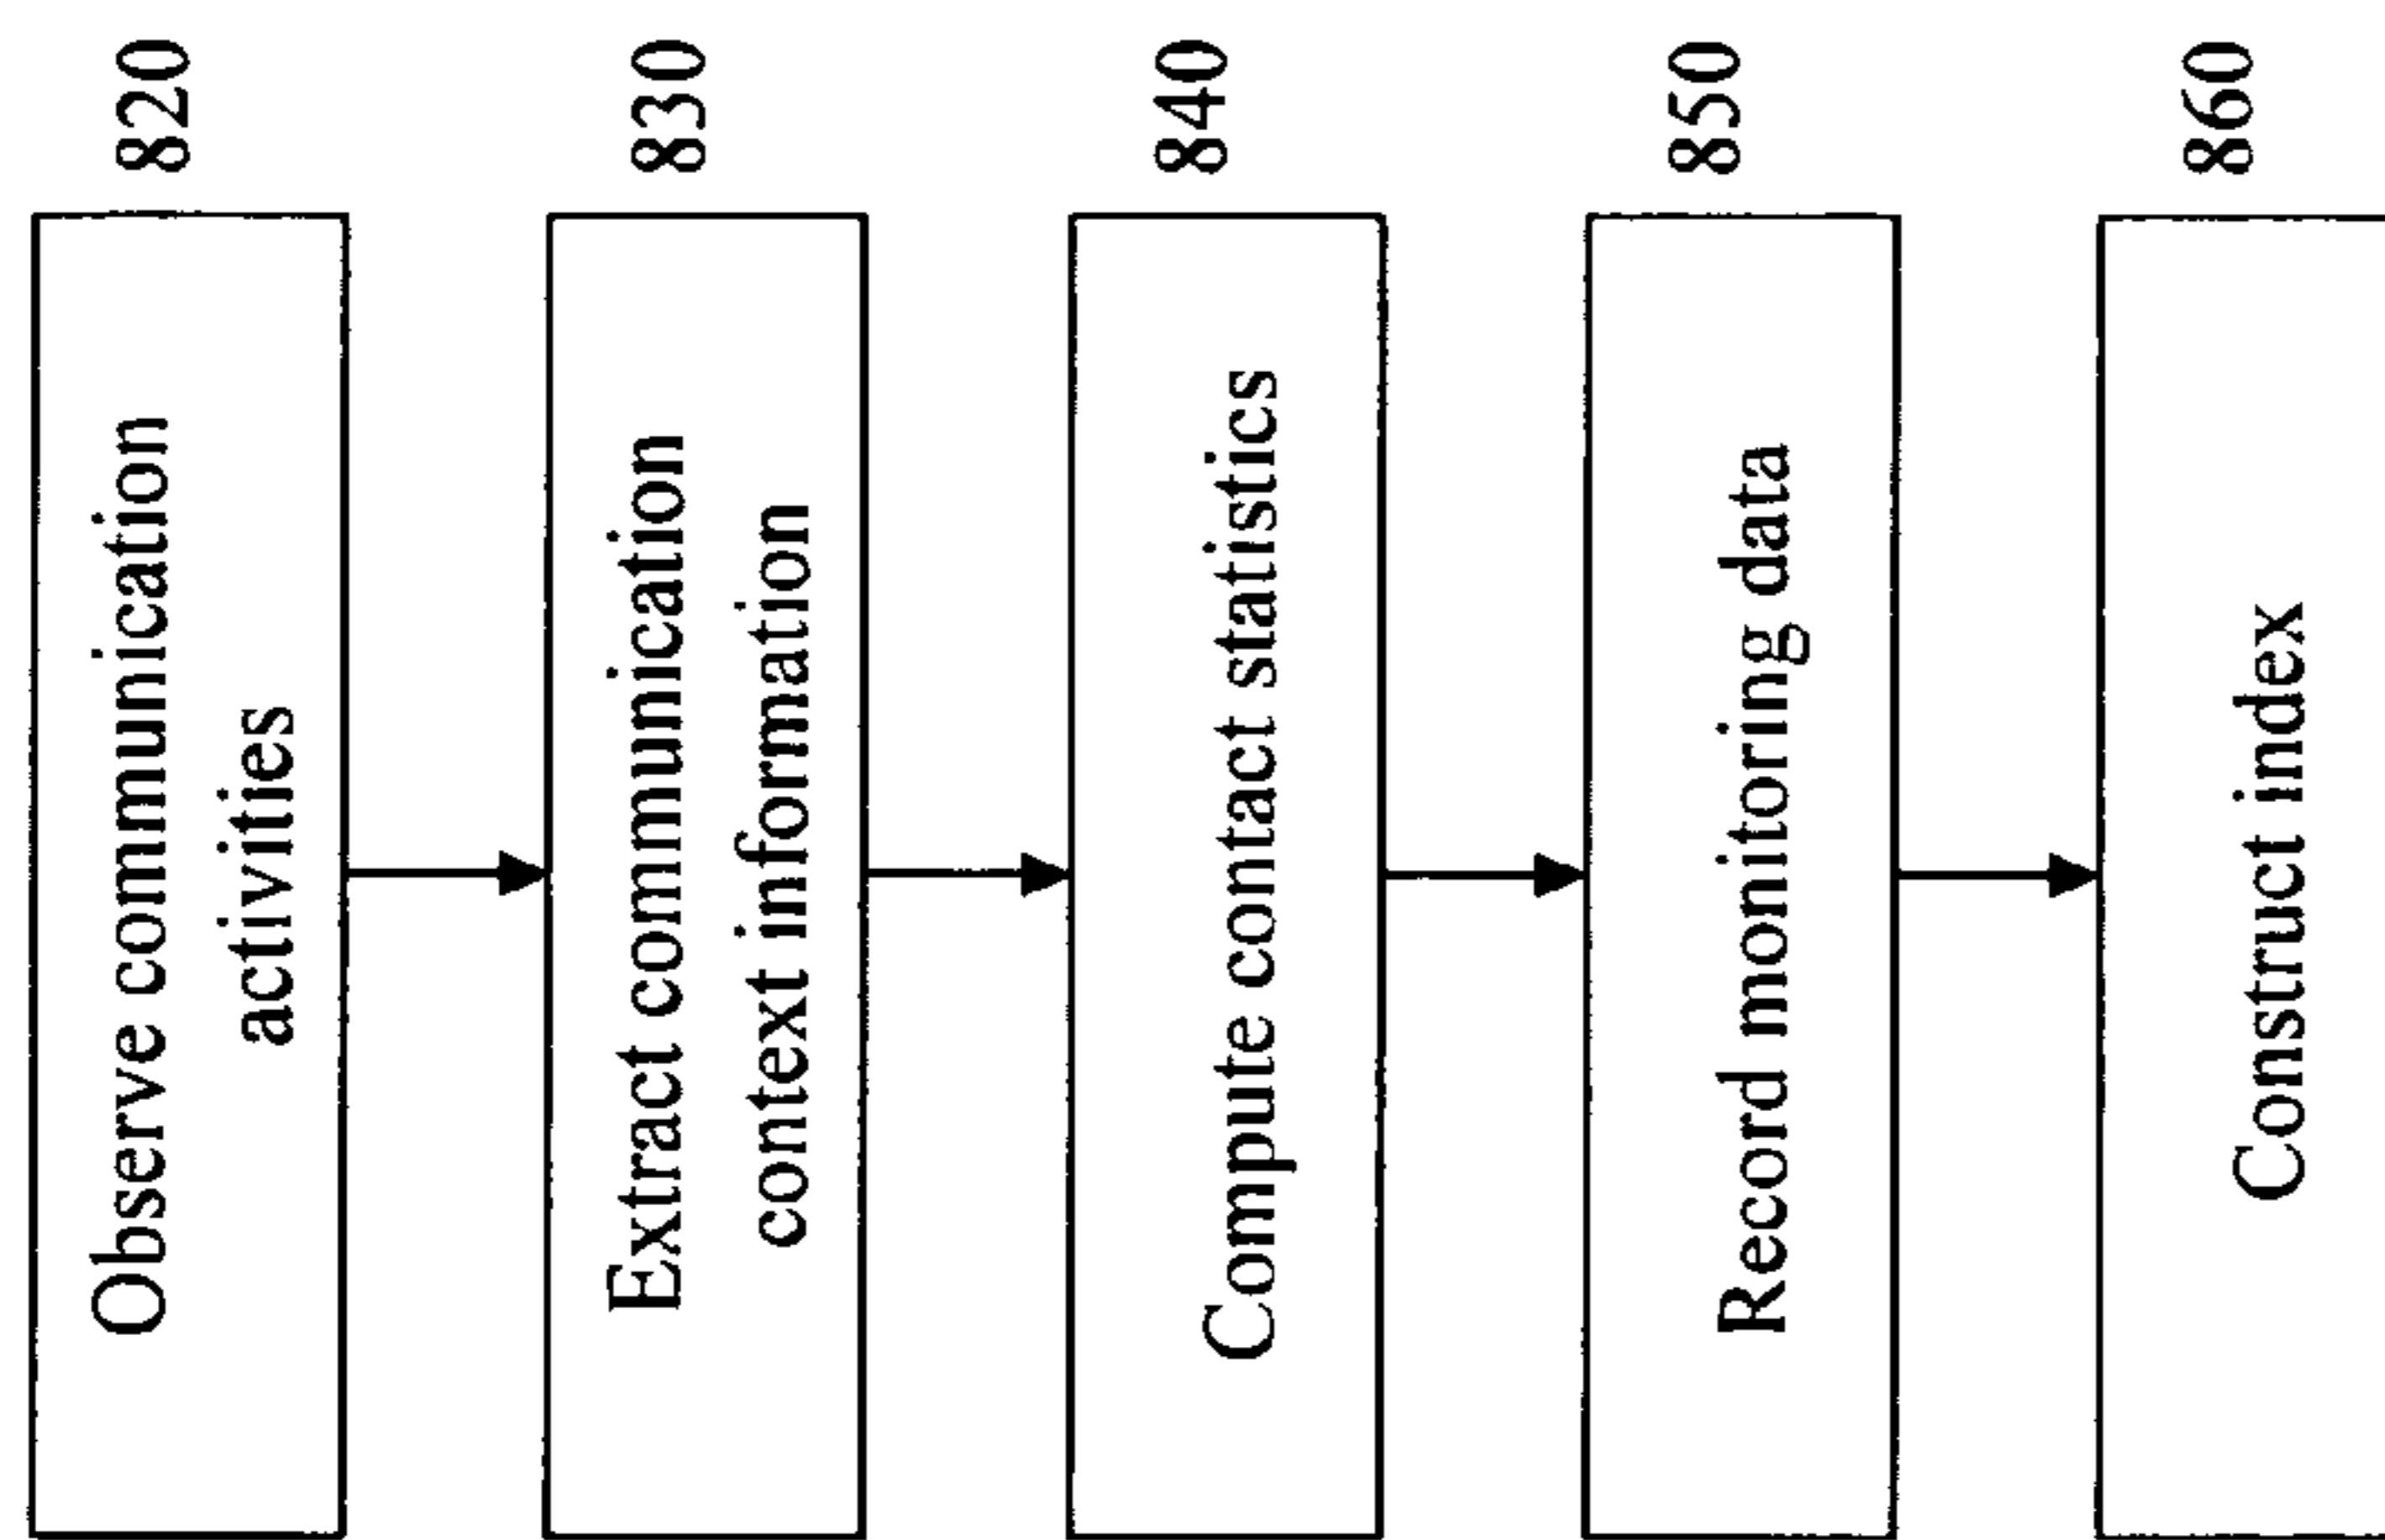 Observe communication
activities
820
Extract communication
context information
830
Compute contact statistics
840
Record monitoring data
850
Construct index
860